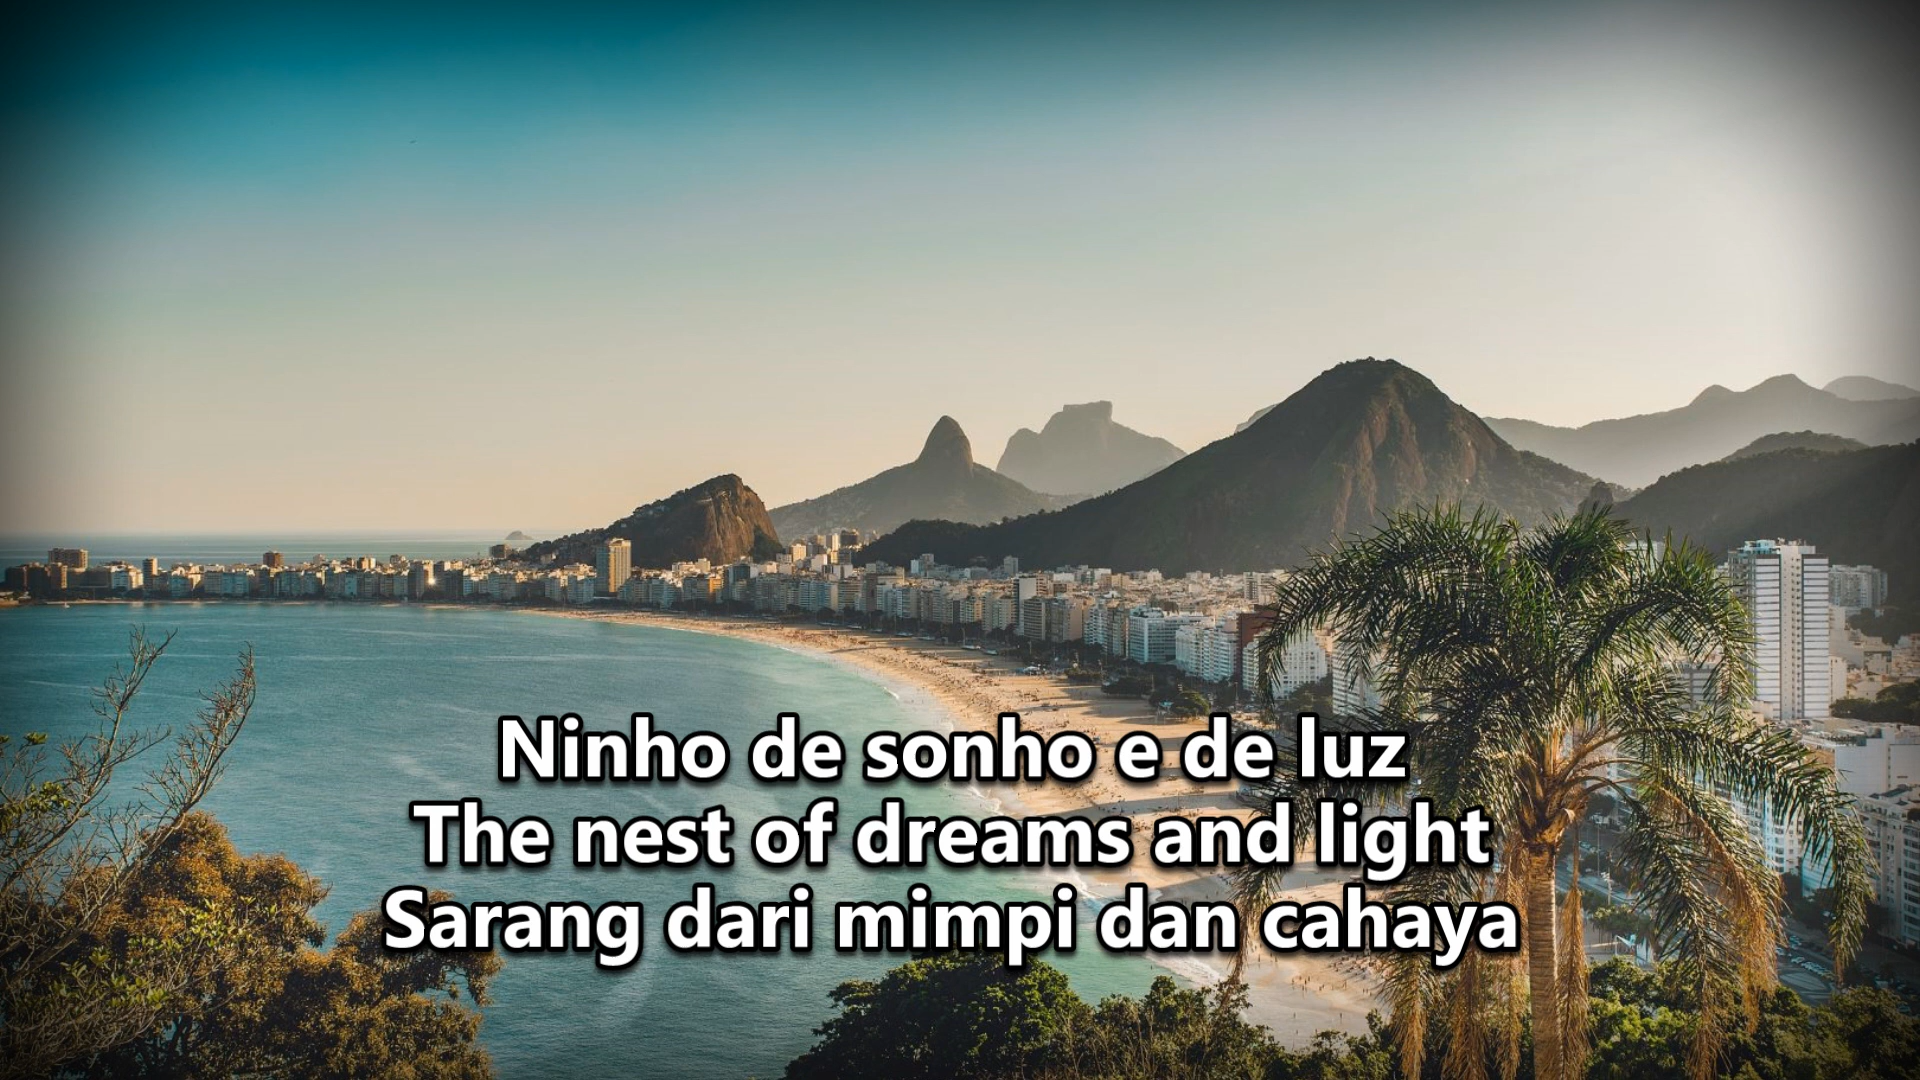 Ninho de sonho e de luz
The nest of dreams and light
Sarang dari mimpi dan cahaya